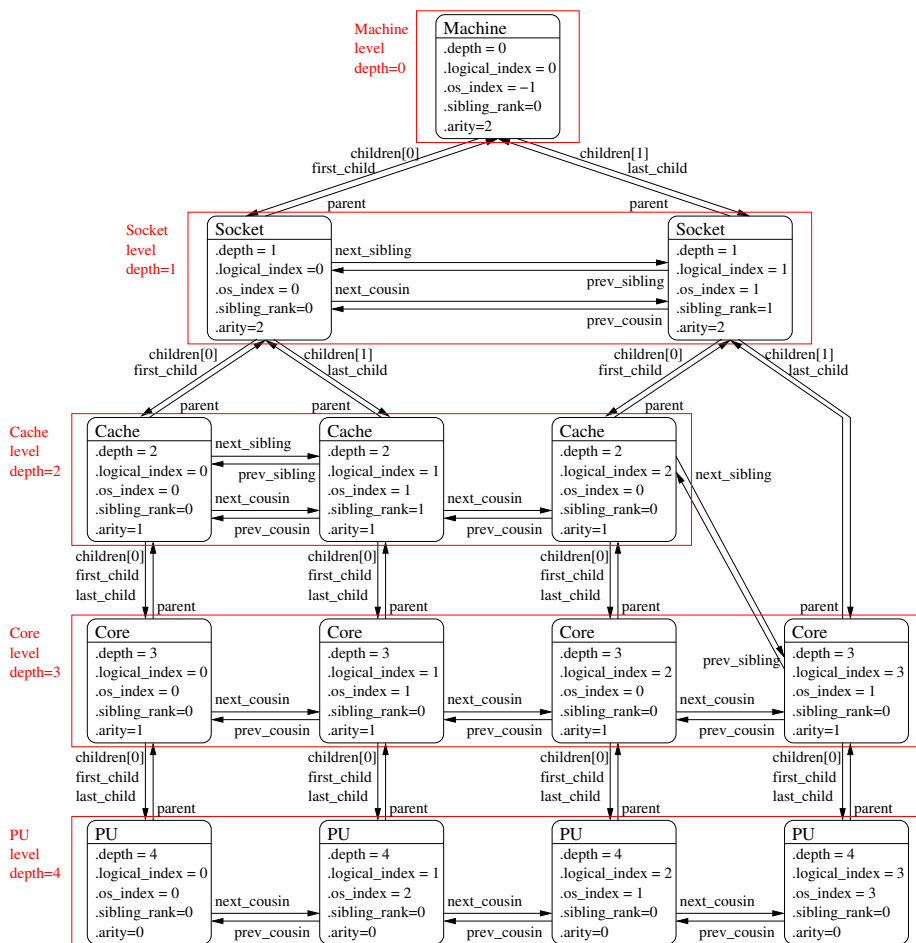 Machine
level
depth=0
Machine
.depth = 0
.logical_index = 0
.os_index = −1
.sibling_rank=0
.arity=2
children[0]
first_child
parent
children[1]
last_child
parent
Socket
level
depth=1
Socket
.depth = 1
.logical_index =0
.os_index = 0
.sibling_rank=0
.arity=2
next_sibling
prev_sibling
next_cousin
prev_cousin
Socket
.depth = 1
.logical_index = 1
.os_index = 1
.sibling_rank=1
.arity=2
children[0]
first_child
parent
children[1]
last_child
parent
children[0]
first_child
parent
children[1]
last_child
Cache
level
depth=2
Cache
.depth = 2
.logical_index = 0
.os_index = 0
.sibling_rank=0
.arity=1
next_sibling
prev_sibling
next_cousin
prev_cousin
Cache
.depth = 2
.logical_index = 1
.os_index = 1
.sibling_rank=1
.arity=1
next_cousin
prev_cousin
Cache
.depth = 2
.logical_index = 2
.os_index = 0
.sibling_rank=0
.arity=1
next_sibling
prev_sibling
children[0]
first_child
last_child
parent
children[0]
first_child
last_child
parent
children[0]
first_child
last_child
parent
parent
Core
level
depth=3
Core
.depth = 3
.logical_index = 0
.os_index = 0
.sibling_rank=0
.arity=1
next_cousin
prev_cousin
Core
.depth = 3
.logical_index = 1
.os_index = 1
.sibling_rank=0
.arity=1
next_cousin
prev_cousin
Core
.depth = 3
.logical_index = 2
.os_index = 0
.sibling_rank=0
.arity=1
next_cousin
prev_cousin
Core
.depth = 3
.logical_index = 3
.os_index = 1
.sibling_rank=0
.arity=1
children[0]
first_child
last_child
parent
children[0]
first_child
last_child
parent
children[0]
first_child
last_child
parent
children[0]
first_child
last_child
parent
PU
level
depth=4
PU
.depth = 4
.logical_index = 0
.os_index = 0
.sibling_rank=0
.arity=0
next_cousin
prev_cousin
PU
.depth = 4
.logical_index = 1
.os_index = 2
.sibling_rank=0
.arity=0
next_cousin
prev_cousin
PU
.depth = 4
.logical_index = 2
.os_index = 1
.sibling_rank=0
.arity=0
next_cousin
prev_cousin
PU
.depth = 4
.logical_index = 3
.os_index = 3
.sibling_rank=0
.arity=0